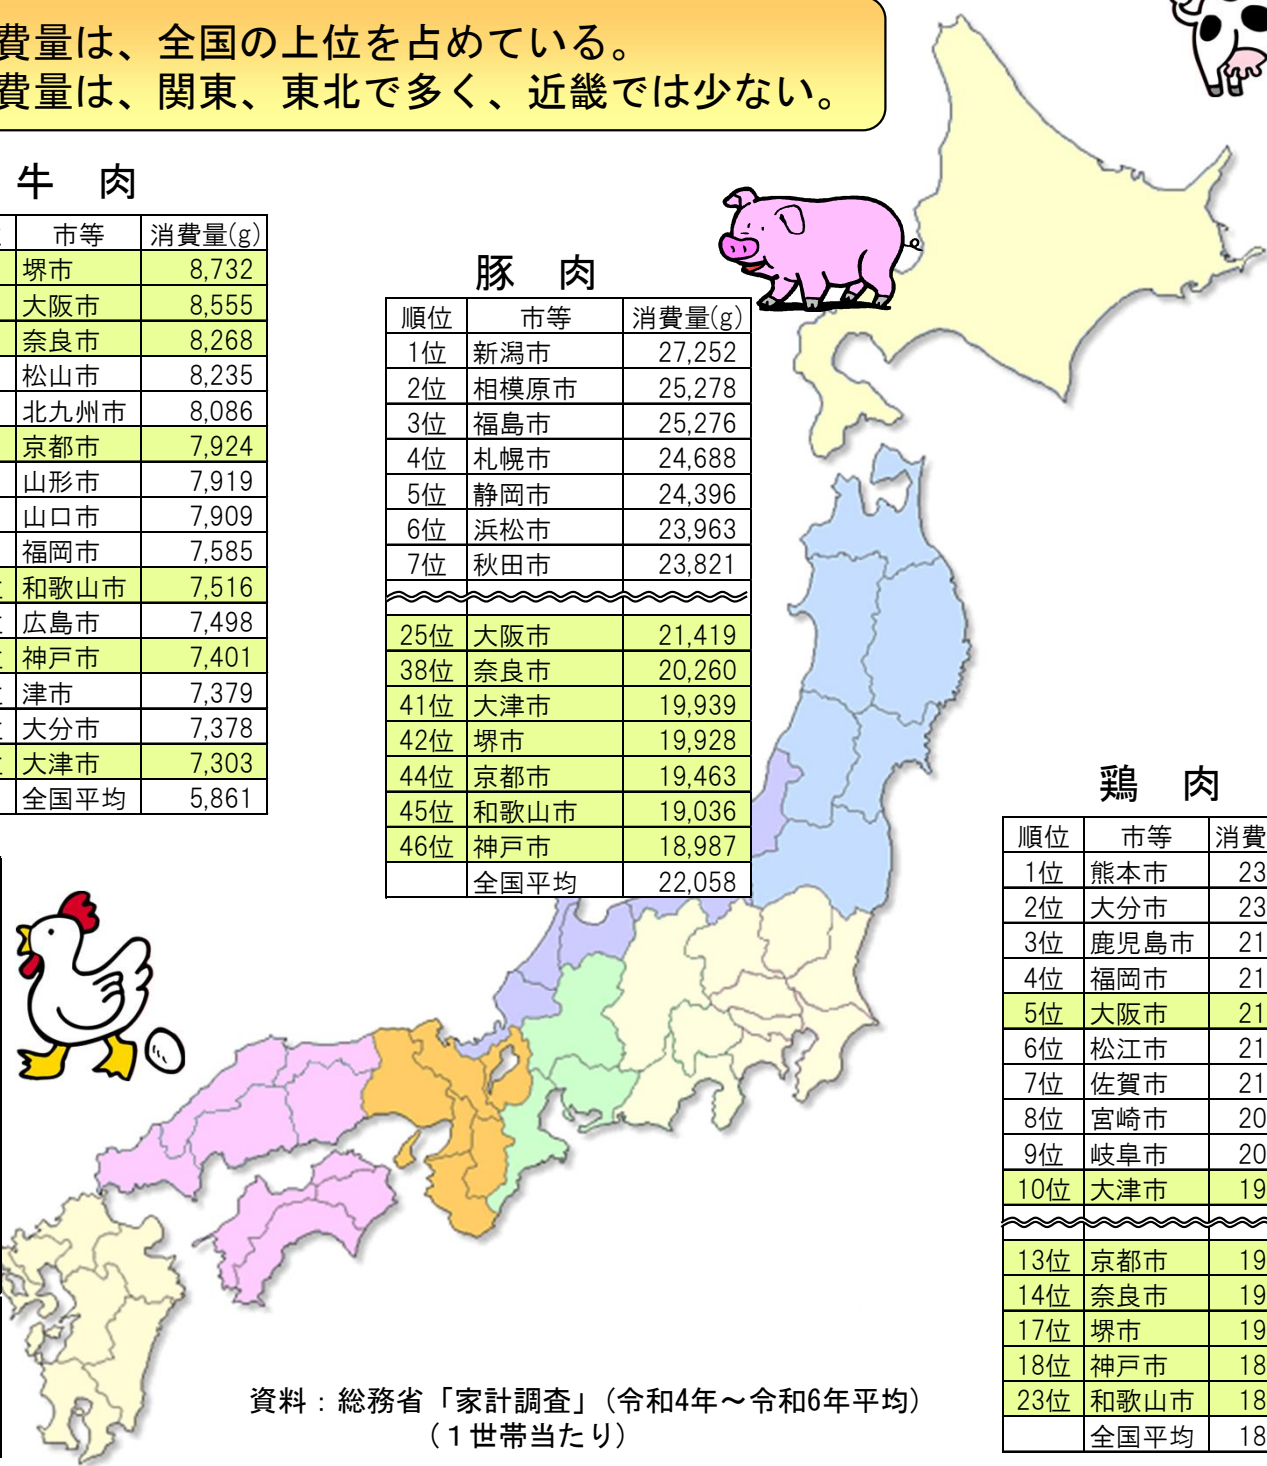 費量は、全国の上位を占めている。
費量は、関東、東北で多く、近畿では少ない。
牛　肉
市等 消費量(g)
堺市 8,732
大阪市 8,555
奈良市 8,268
松山市 8,235
北九州市 8,086
京都市 7,924
山形市 7,919
山口市 7,909
福岡市 7,585
和歌山市 7,516
広島市 7,498
神戸市 7,401
津市 7,379
大分市 7,378
大津市 7,303
全国平均 5,861
豚　肉
順位 市等 消費量(g)
1位 新潟市 27,252
2位 相模原市 25,278
3位 福島市 25,276
4位 札幌市 24,688
5位 静岡市 24,396
6位 浜松市 23,963
7位 秋田市 23,821
25位 大阪市 21,419
38位 奈良市 20,260
41位 大津市 19,939
42位 堺市 19,928
44位 京都市 19,463
45位 和歌山市 19,036
46位 神戸市 18,987
全国平均 22,058
鶏　肉
順位 市等 消費
1位 熊本市 23
2位 大分市 23
3位 鹿児島市 21
4位 福岡市 21
5位 大阪市 21
6位 松江市 21
7位 佐賀市 21
8位 宮崎市 20
9位 岐阜市 20
10位 大津市 19
13位 京都市 19
14位 奈良市 19
17位 堺市 19
18位 神戸市 18
23位 和歌山市 18
全国平均 18
資料：総務省「家計調査」（令和4年～令和6年平均）
（１世帯当たり）